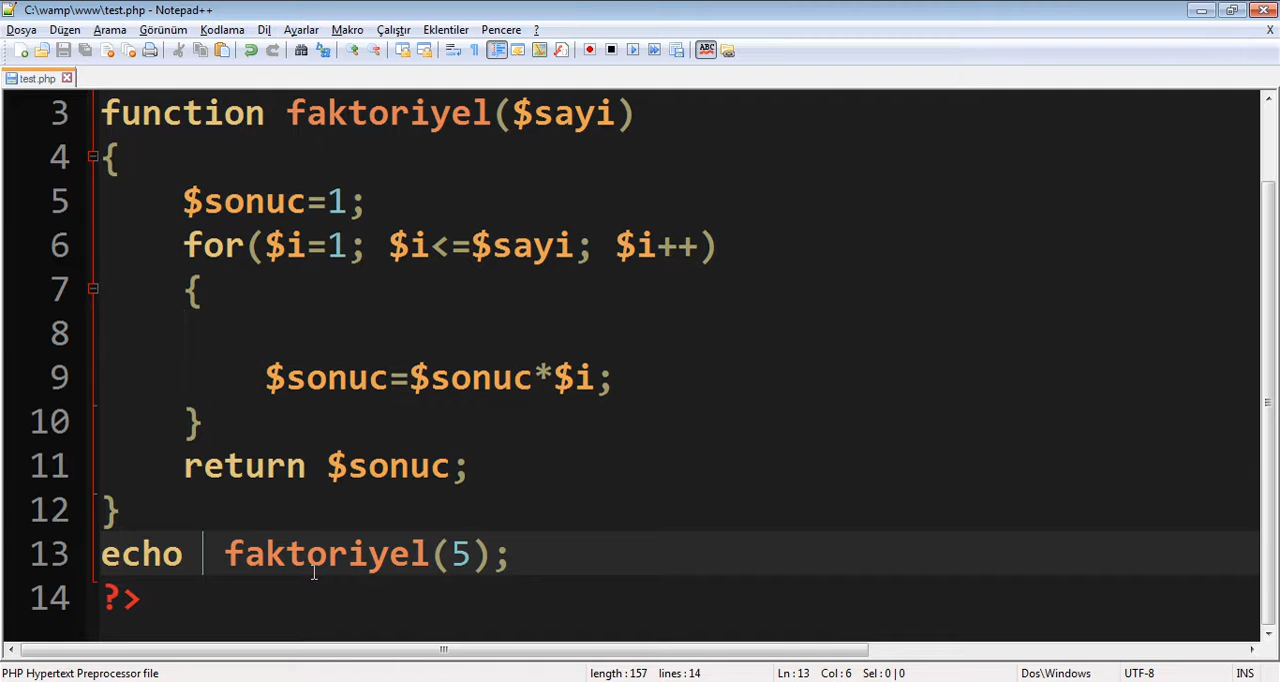 C:\wamp\www\test.php - Notepad++
Dosya Düzen Arama Görünüm Kodlama Dil Ayarlar Makro Çalıştır Eklentiler Pencere ? X
ABC
test.php
3 function faktoriyel($sayi)
4 {
5 $sonuc=1;
6 for($i=1; $i<=$sayi; $i++)
7 {
8
9 $sonuc=$sonuc*$i;
10 }
11 return $sonuc;
12 }
13 echo faktoriyel(5);
14 ?>
PHP Hypertext Preprocessor file length : 157 lines : 14 Ln : 13 Col : 6 Sel : 0 | 0 Dos\Windows UTF-8 INS